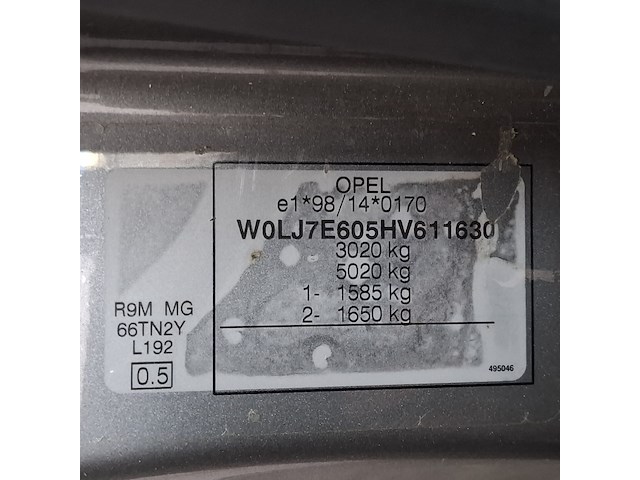 OPEL
e1*98/14*0170
W0LJ7E605HV611630
3020 kg
5020 kg
1- 1585 kg
2- 1650 kg
R9M MG
66TN2Y
L192
0.5
495046